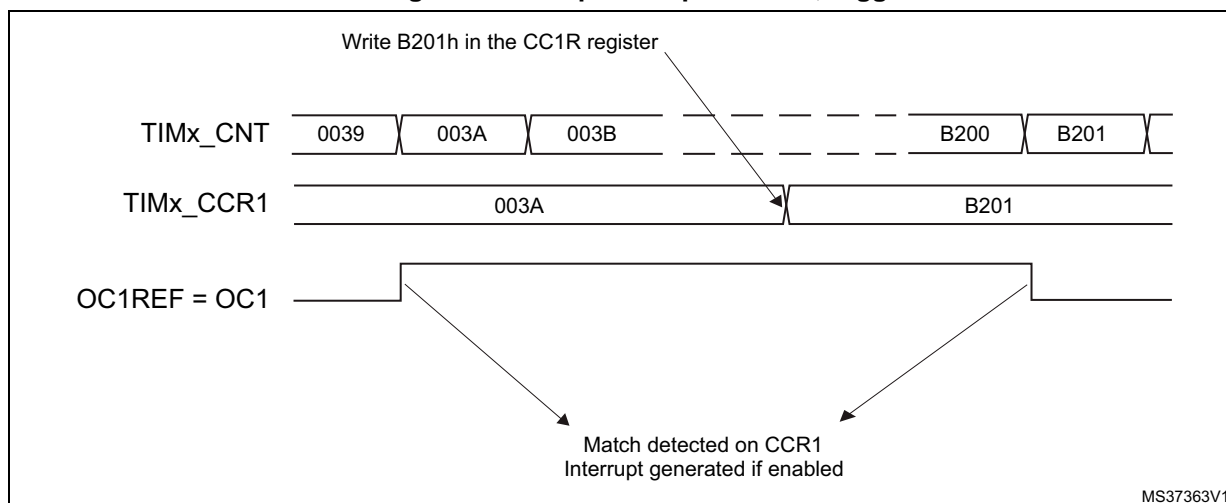 Write B201h in the CC1R register
TIMx_CNT 0039 003A 003B B200 B201
TIMx_CCR1 003A B201
OC1REF = OC1
Match detected on CCR1
Interrupt generated if enabled
MS37363V1